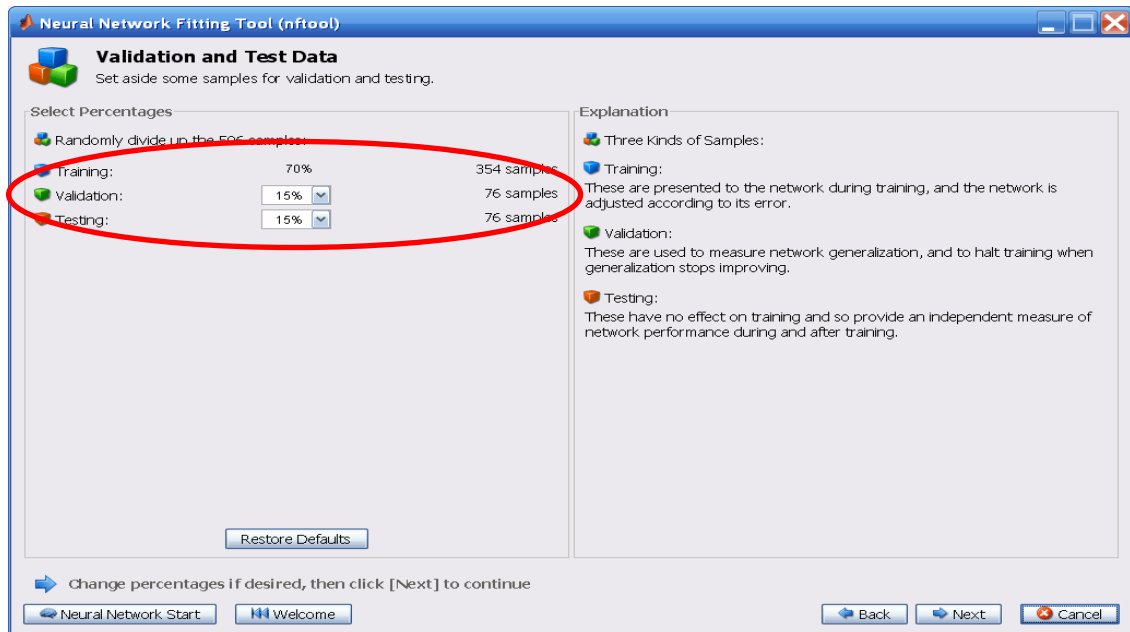 Neural Network Fitting Tool (nftool)
Validation and Test Data
Set aside some samples for validation and testing.
Select Percentages
Randomly divide up the 506 samples:
Training: 70% 354 samples
Validation: 15% 76 samples
Testing: 15% 76 samples
Restore Defaults
Explanation
Three Kinds of Samples:
Training:
These are presented to the network during training, and the network is
adjusted according to its error.
Validation:
These are used to measure network generalization, and to halt training when
generalization stops improving.
Testing:
These have no effect on training and so provide an independent measure of
network performance during and after training.
Change percentages if desired, then click [Next] to continue
Neural Network Start
Welcome
Back
Next
Cancel